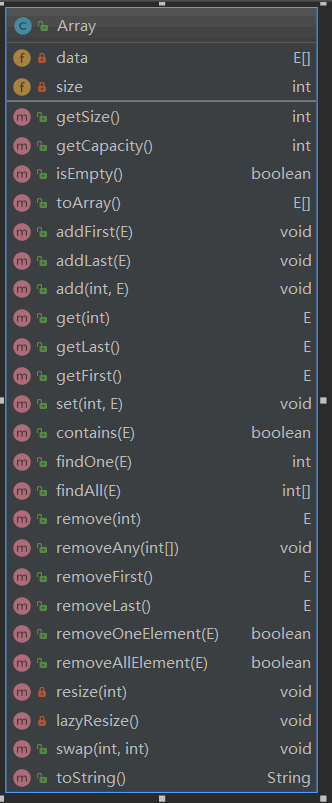 C Array
f data E[]
f size int
m getSize() int
m getCapacity() int
m isEmpty() boolean
m toArray() E[]
m addFirst(E) void
m addLast(E) void
m add(int, E) void
m get(int) E
m getLast() E
m getFirst() E
m set(int, E) void
m contains(E) boolean
m findOne(E) int
m findAll(E) int[]
m remove(int) E
m removeAny(int[]) void
m removeFirst() E
m removeLast() E
m removeOneElement(E) boolean
m removeAllElement(E) boolean
m resize(int) void
m lazyResize() void
m swap(int, int) void
m toString() String